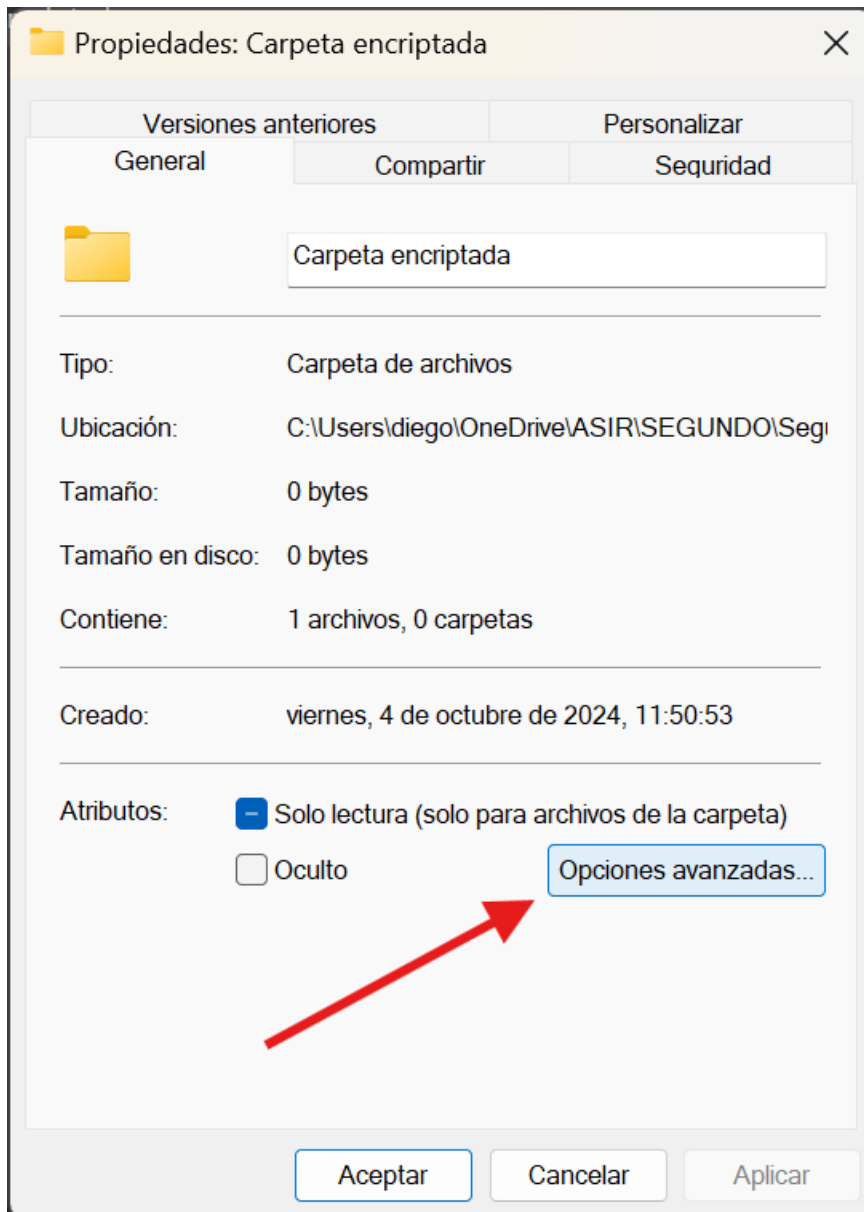 Propiedades: Carpeta encriptada
Versiones anteriores Personalizar
General Compartir Seguridad
Carpeta encriptada
Tipo: Carpeta de archivos
Ubicación: C:\Users\diego\OneDrive\ASIR\SEGUNDO\Segu
Tamaño: 0 bytes
Tamaño en disco: 0 bytes
Contiene: 1 archivos, 0 carpetas
Creado: viernes, 4 de octubre de 2024, 11:50:53
Atributos: Solo lectura (solo para archivos de la carpeta)
Oculto Opciones avanzadas...
Aceptar Cancelar Aplicar